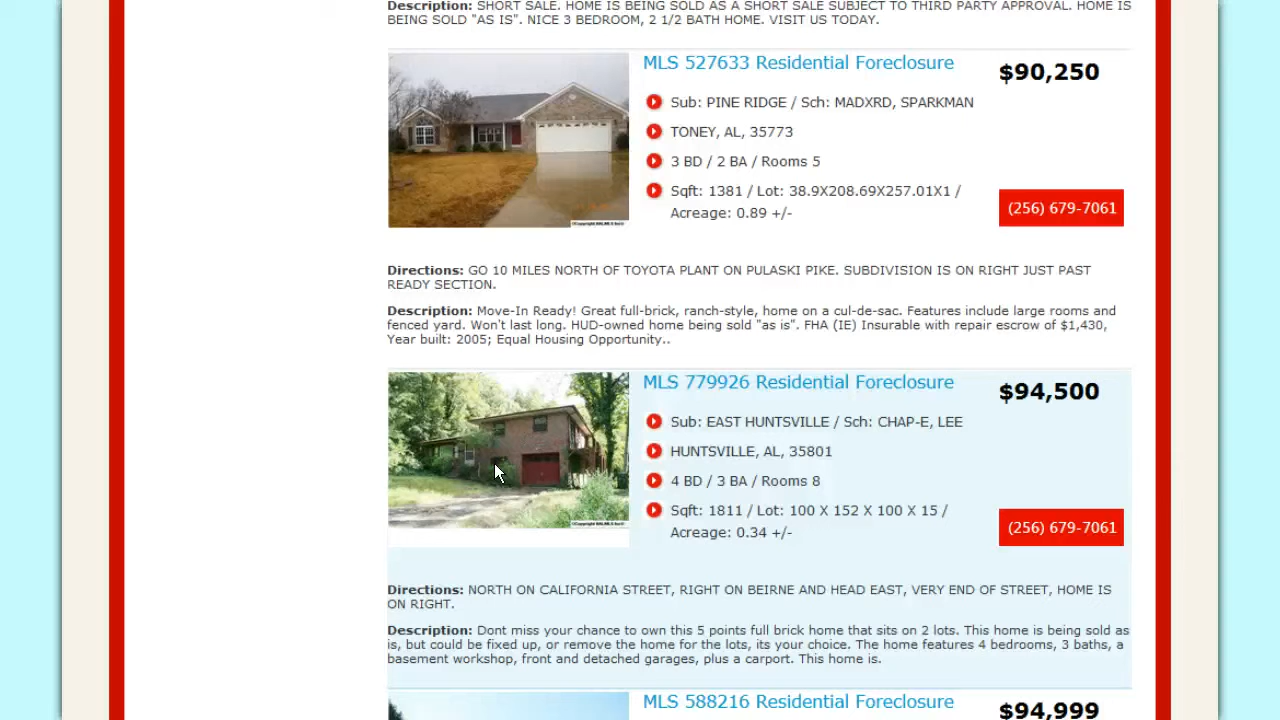 Description: SHORT SALE. HOME IS BEING SOLD AS A SHORT SALE SUBJECT TO THIRD PARTY APPROVAL. HOME IS
BEING SOLD "AS IS". NICE 3 BEDROOM, 2 1/2 BATH HOME. VISIT US TODAY.
MLS 527633 Residential Foreclosure
$90,250
Sub: PINE RIDGE / Sch: MADXRD, SPARKMAN
TONEY, AL, 35773
3 BD / 2 BA / Rooms 5
Sqft: 1381 / Lot: 38.9X208.69X257.01X1 /
Acreage: 0.89 +/-
(256) 679-7061
Directions: GO 10 MILES NORTH OF TOYOTA PLANT ON PULASKI PIKE. SUBDIVISION IS ON RIGHT JUST PAST
READY SECTION.
Description: Move-In Ready! Great full-brick, ranch-style, home on a cul-de-sac. Features include large rooms and
fenced yard. Won't last long. HUD-owned home being sold "as is". FHA (IE) Insurable with repair escrow of $1,430,
Year built: 2005; Equal Housing Opportunity..
MLS 779926 Residential Foreclosure
$94,500
Sub: EAST HUNTSVILLE / Sch: CHAP-E, LEE
HUNTSVILLE, AL, 35801
4 BD / 3 BA / Rooms 8
Sqft: 1811 / Lot: 100 X 152 X 100 X 15 /
Acreage: 0.34 +/-
(256) 679-7061
Directions: NORTH ON CALIFORNIA STREET, RIGHT ON BEIRNE AND HEAD EAST, VERY END OF STREET, HOME IS
ON RIGHT.
Description: Dont miss your chance to own this 5 points full brick home that sits on 2 lots. This home is being sold as
is, but could be fixed up, or remove the home for the lots, its your choice. The home features 4 bedrooms, 3 baths, a
basement workshop, front and detached garages, plus a carport. This home is.
MLS 588216 Residential Foreclosure
$94,999